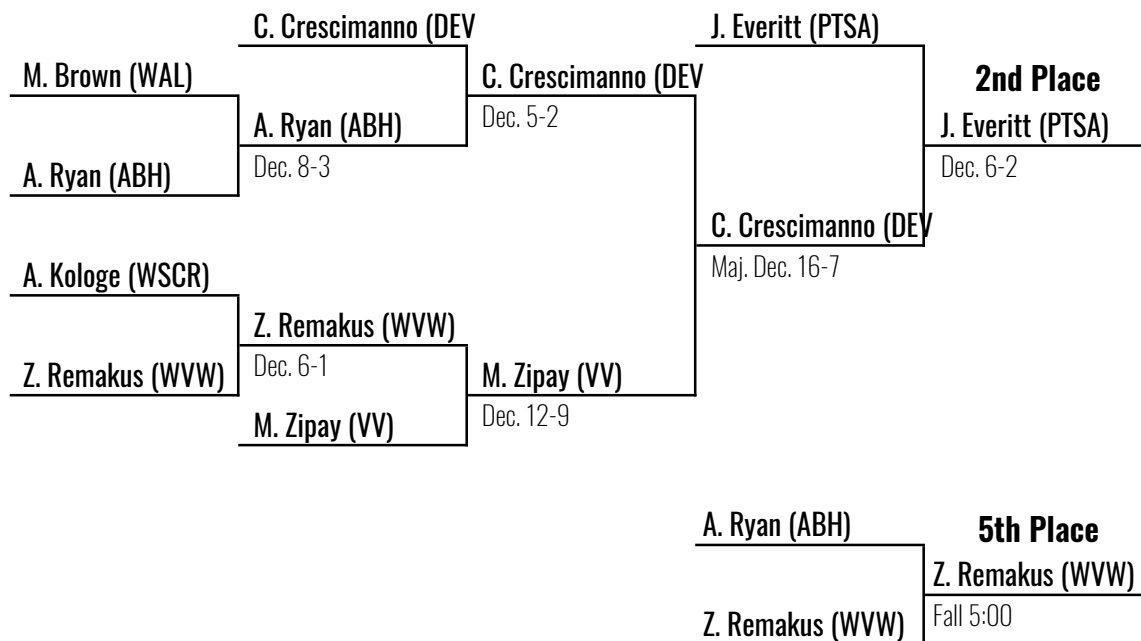 C. Crescimanno (DEV
J. Everitt (PTSA)
M. Brown (WAL)
C. Crescimanno (DEV
2nd Place
A. Ryan (ABH)
Dec. 5-2
J. Everitt (PTSA)
A. Ryan (ABH)
Dec. 8-3
Dec. 6-2
C. Crescimanno (DEV
A. Kologe (WSCR)
Maj. Dec. 16-7
Z. Remakus (WVW)
Z. Remakus (WVW)
Dec. 6-1
M. Zipay (VV)
M. Zipay (VV)
Dec. 12-9
A. Ryan (ABH)
5th Place
Z. Remakus (WVW)
Z. Remakus (WVW)
Fall 5:00